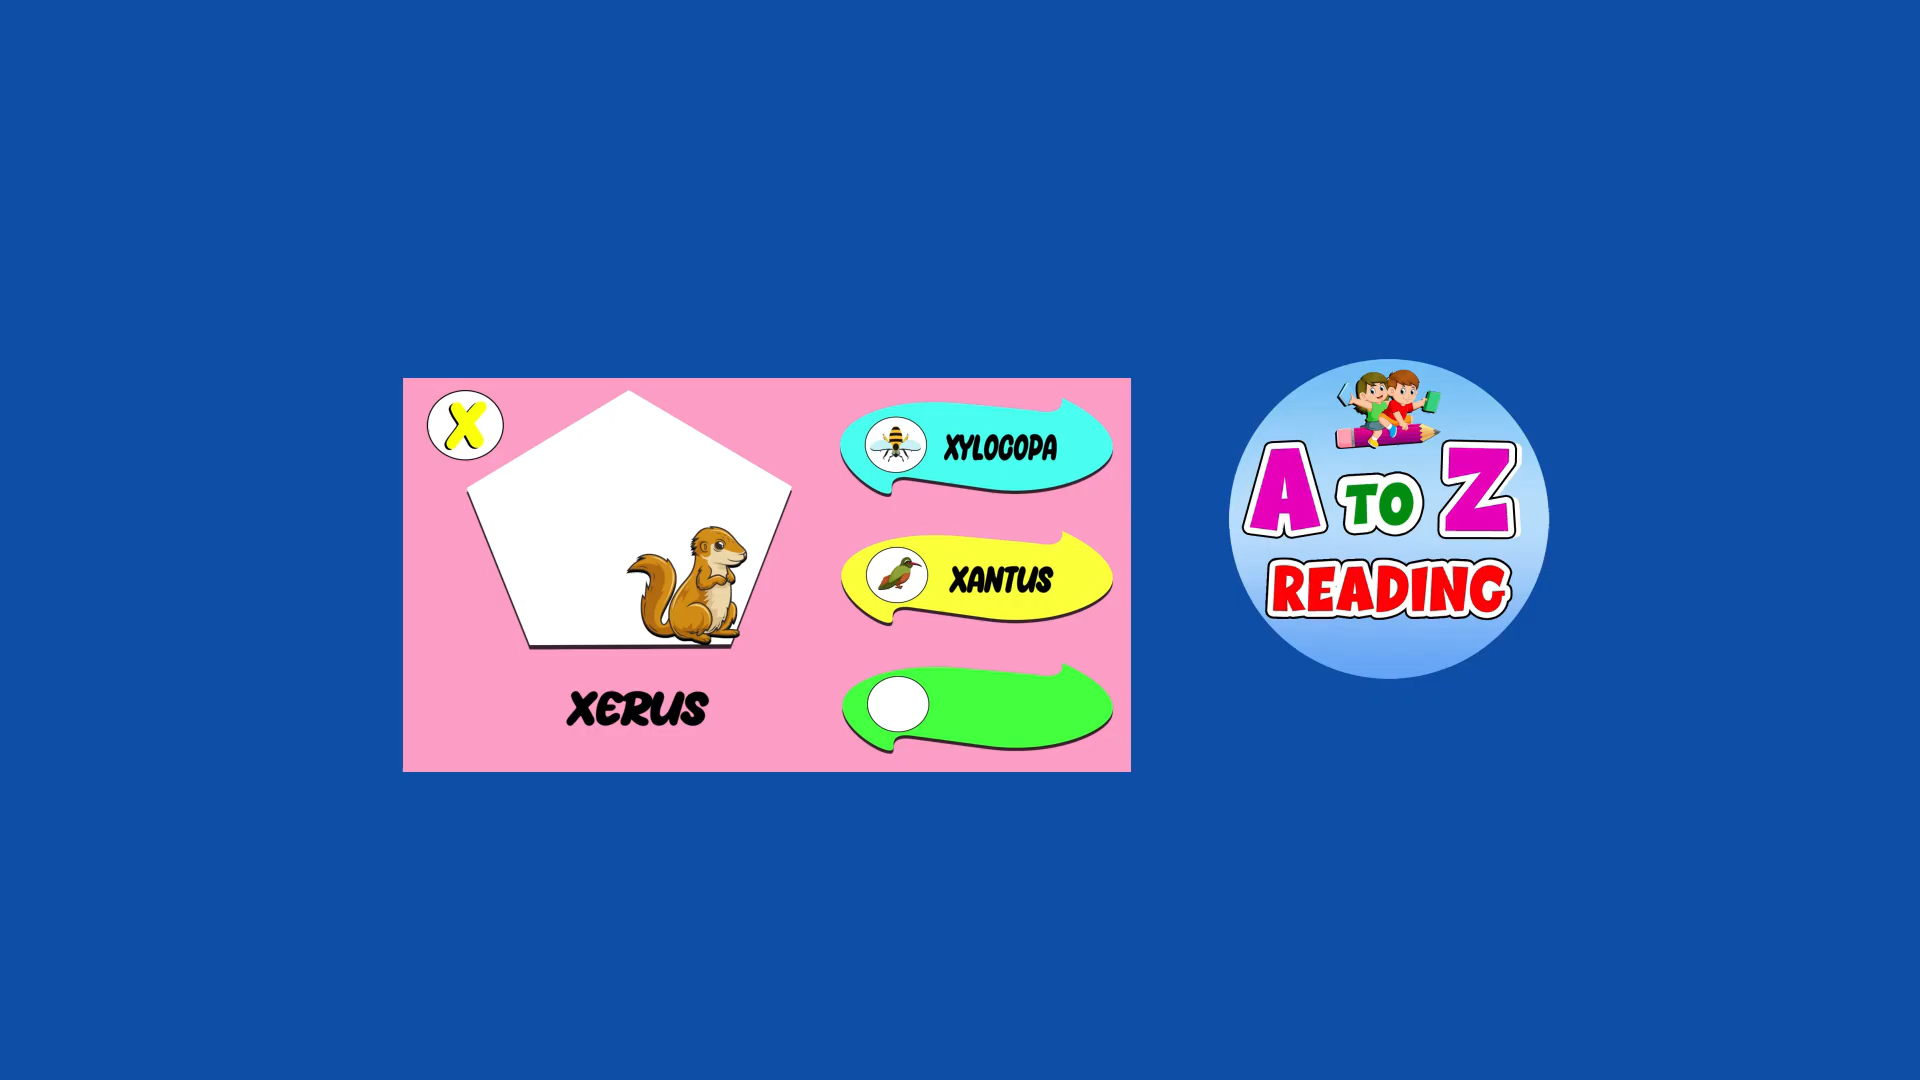 X
XERUS
XYLOCOPA
XANTUS
A TO Z
READING